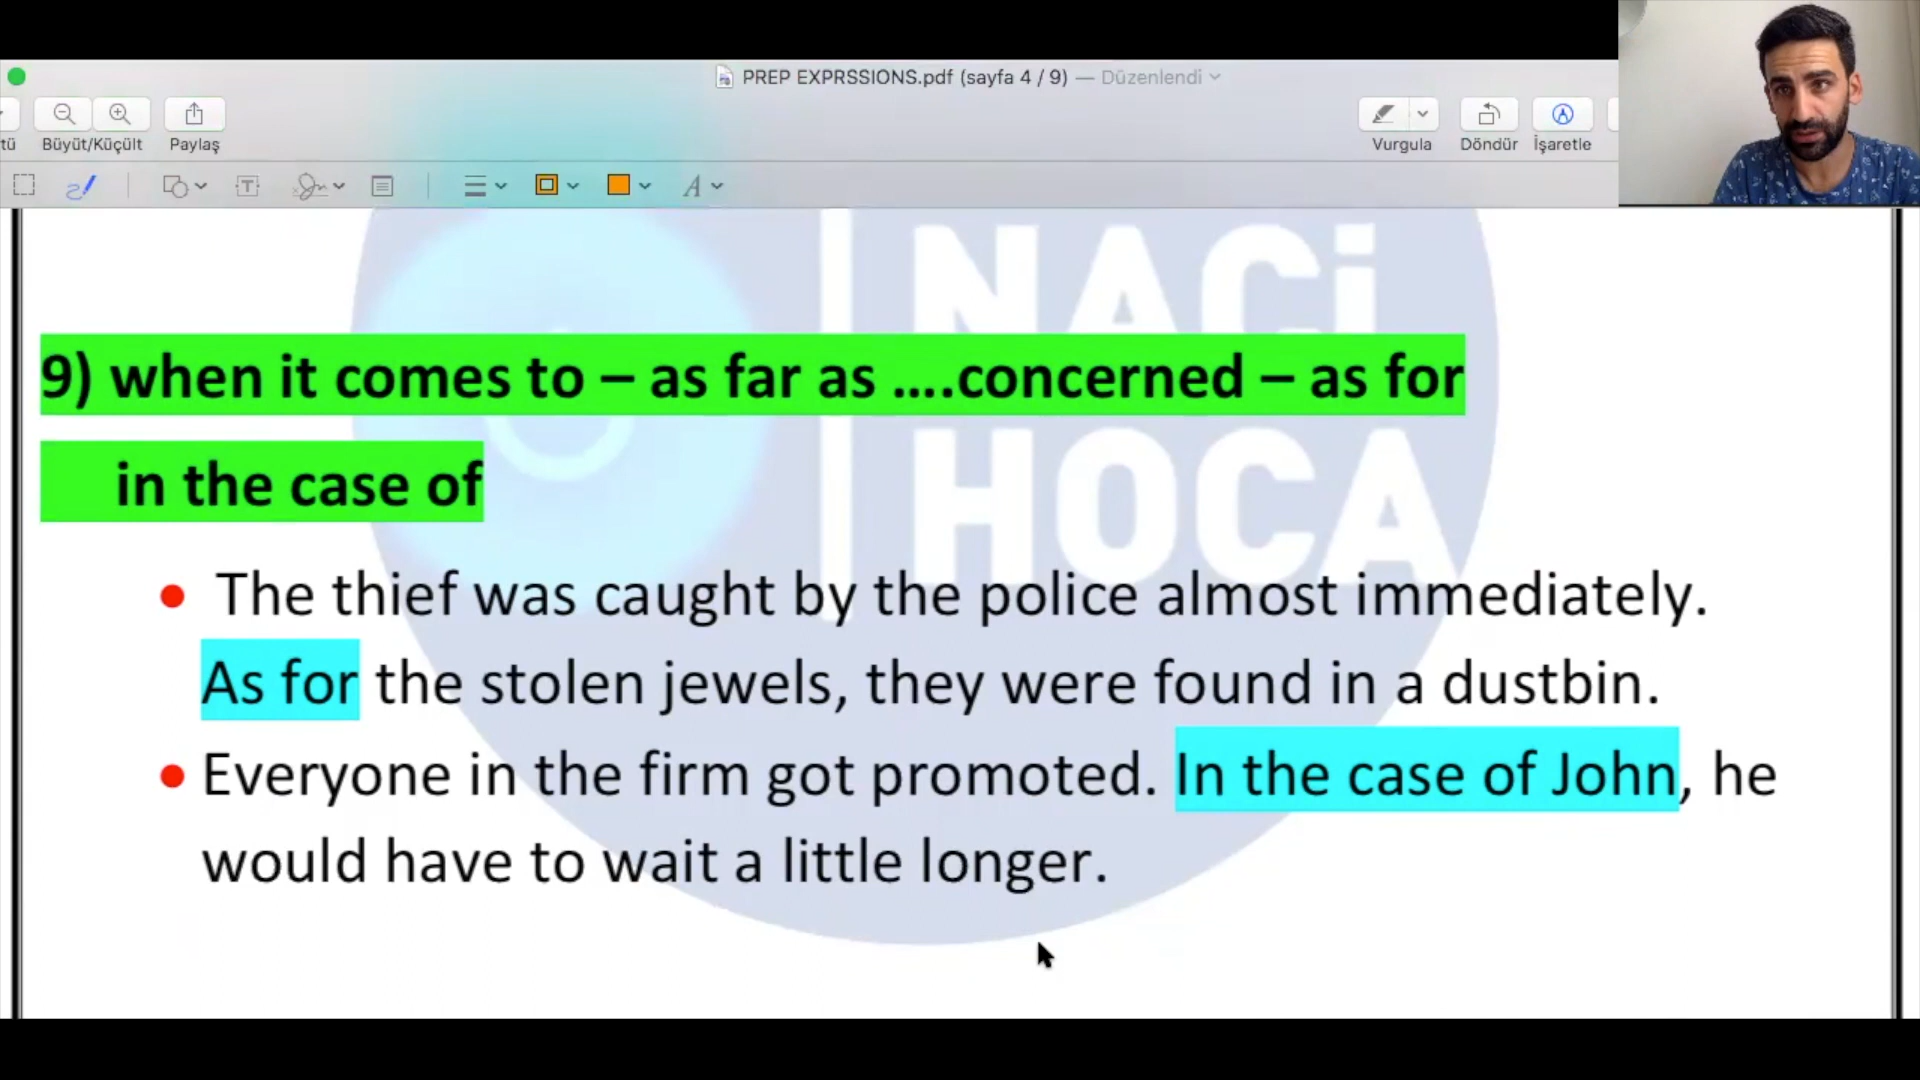 PREP EXPRSSIONS.pdf (sayfa 4 / 9) — Düzenlendi
tü Büyüt/Küçült Paylaş Vurgula Döndür İşaretle
NACi
HOCA
9) when it comes to – as far as ....concerned – as for
in the case of
The thief was caught by the police almost immediately.
As for the stolen jewels, they were found in a dustbin.
Everyone in the firm got promoted. In the case of John, he
would have to wait a little longer.